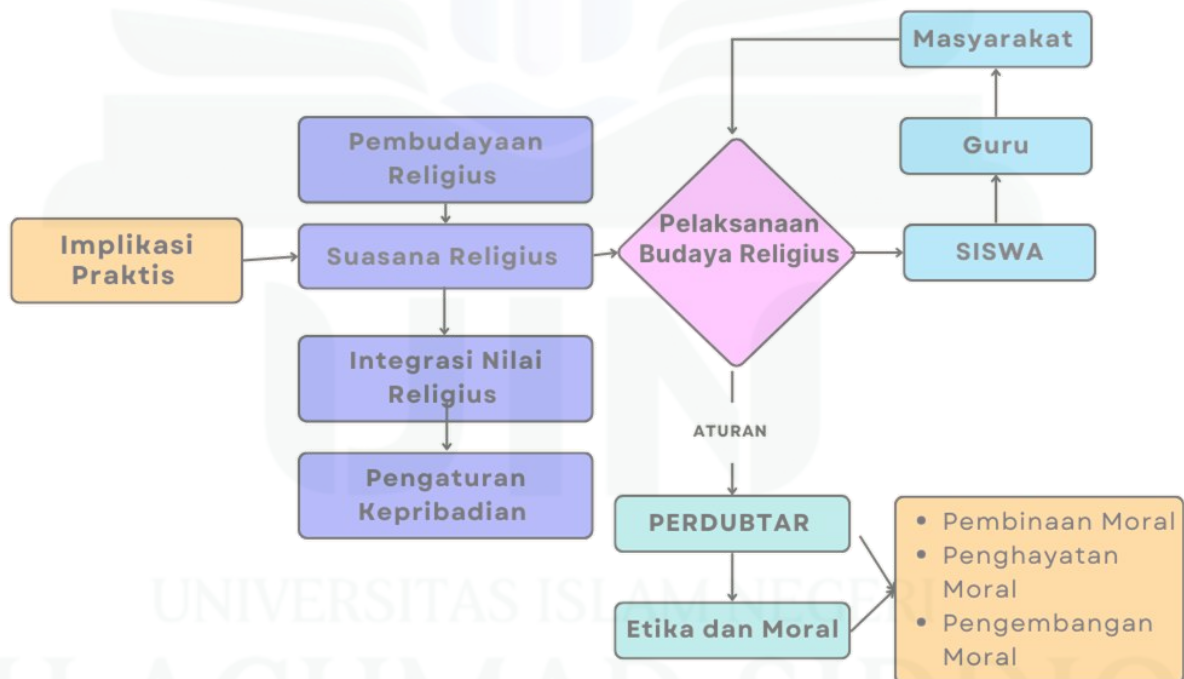 Masyarakat
Guru
SISWA
Pembudayaan
Religius
Implikasi
Praktis
Suasana Religius
Pelaksanaan
Budaya Religius
Integrasi Nilai
Religius
Pengaturan
Kepribadian
ATURAN
PERDUBTAR
Etika dan Moral
• Pembinaan Moral
• Penghayatan
Moral
• Pengembangan
Moral
UIN
UNIVERSITAS ISLAM NEGERI